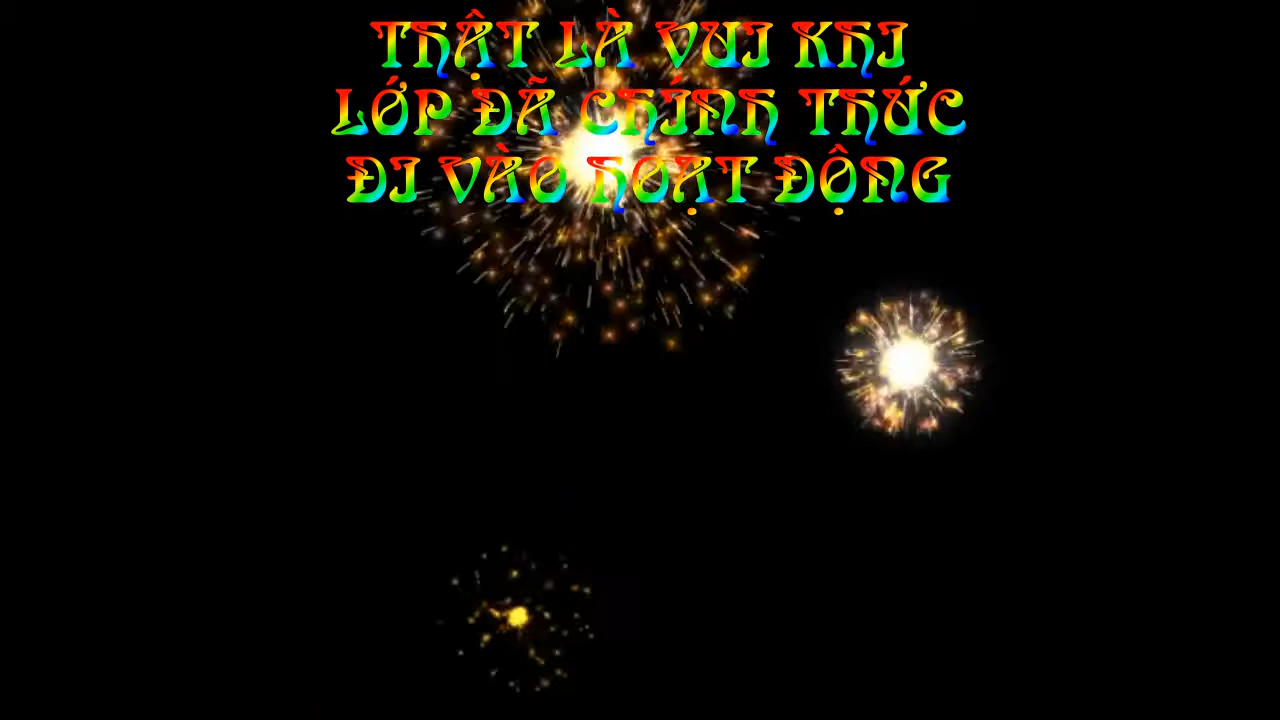 THẬT LÀ VUI KHI
LỚP ĐÃ CHÍNH THỨC
ĐI VÀO HOẠT ĐỘNG